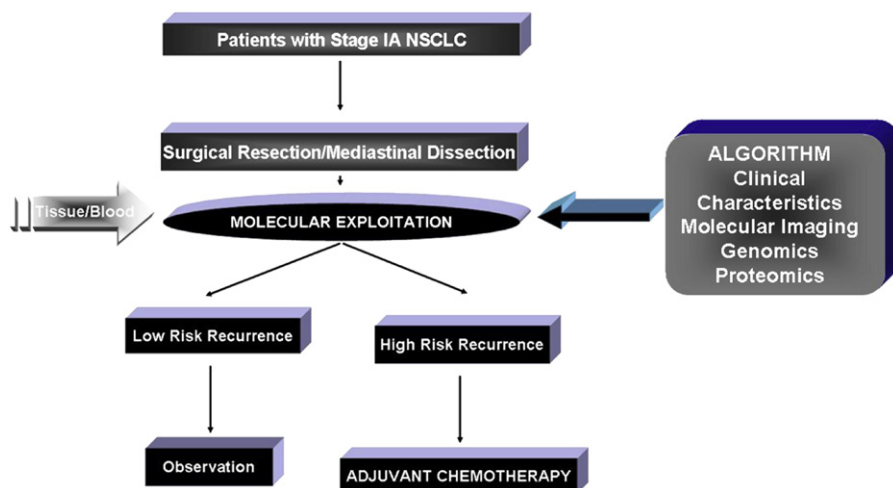 Patients with Stage IA NSCLC
Surgical Resection/Mediastinal Dissection
Tissue/Blood
MOLECULAR EXPLOITATION
ALGORITHM
Clinical
Characteristics
Molecular Imaging
Genomics
Proteomics
Low Risk Recurrence
High Risk Recurrence
Observation
ADJUVANT CHEMOTHERAPY